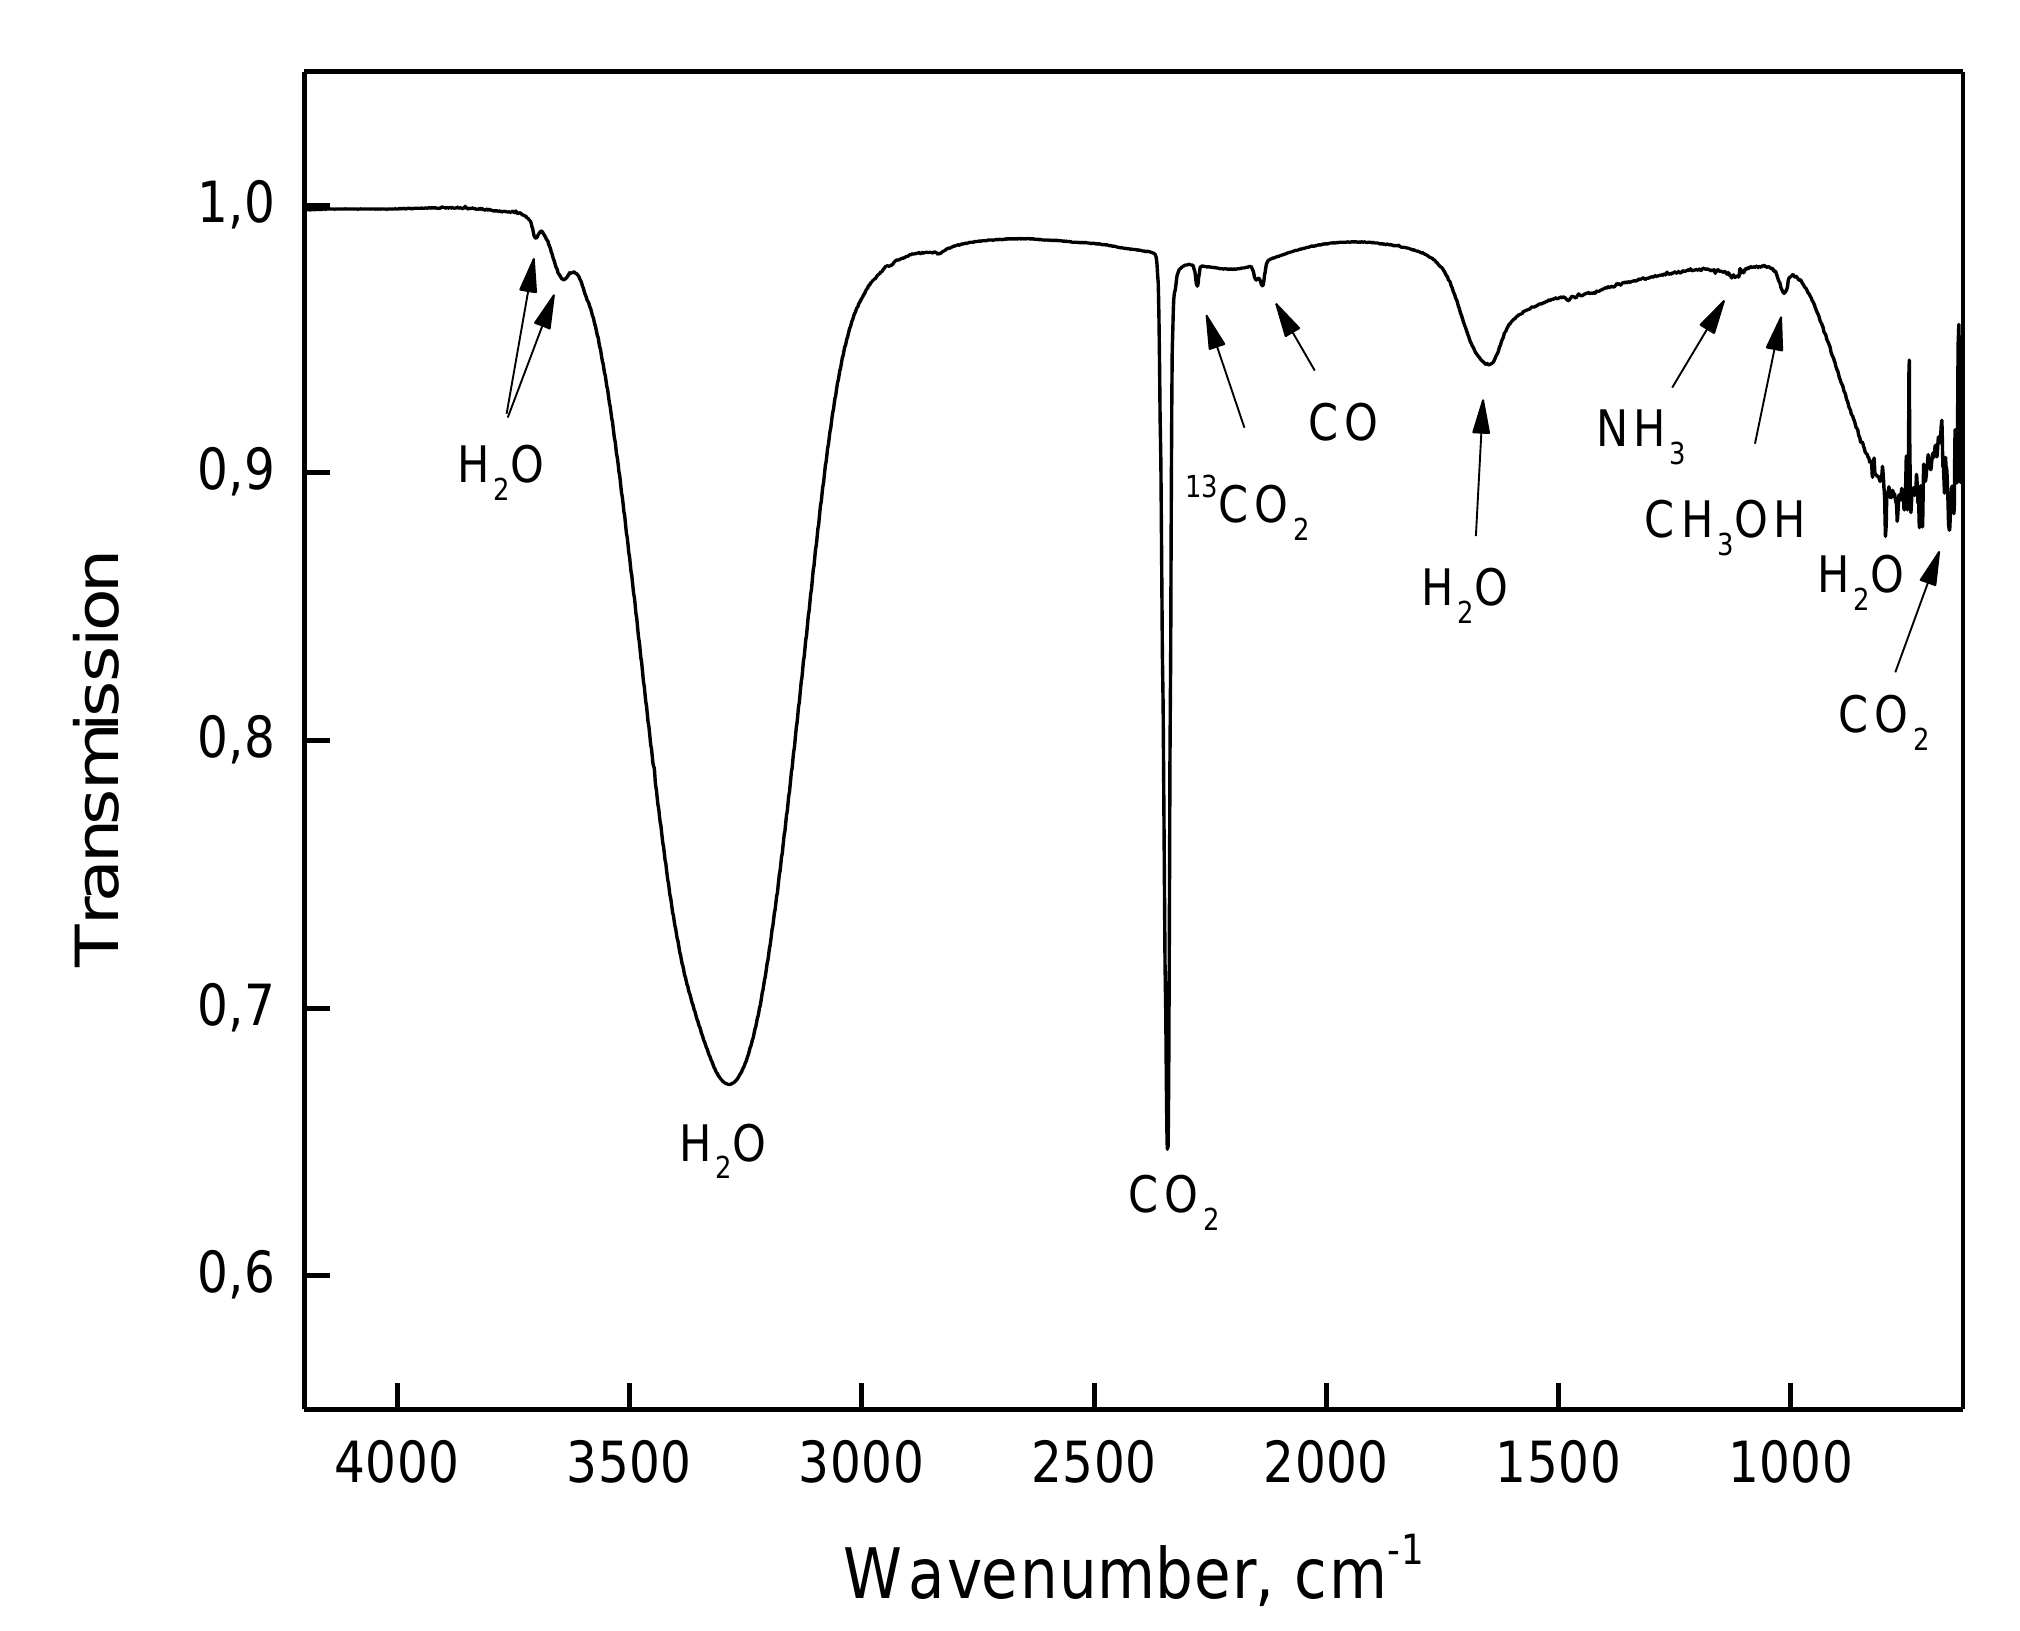 1,0
0,9
0,8
0,7
0,6
Transmission
H₂O
H₂O
¹³CO₂
CO
CO₂
H₂O
NH₃
CH₃OH
H₂O
CO₂
4000 3500 3000 2500 2000 1500 1000
Wavenumber, cm⁻¹